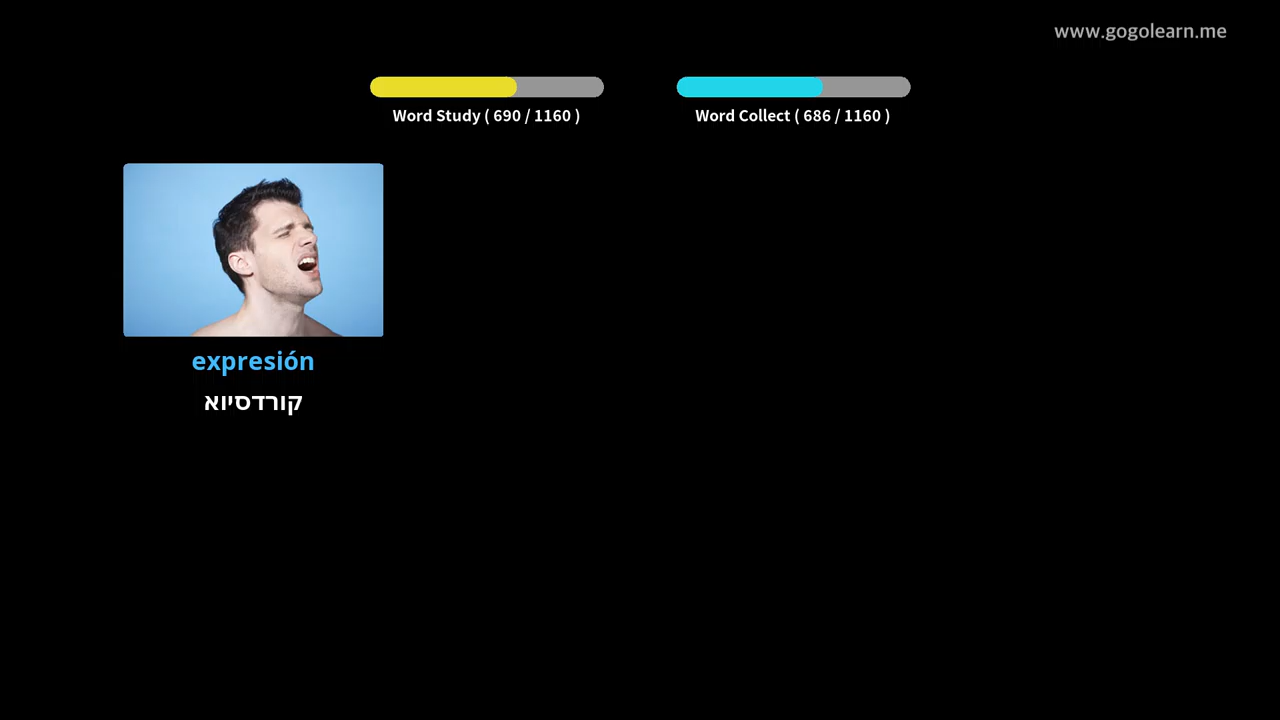 www.gogolearn.me
Word Study ( 690 / 1160 )
Word Collect ( 686 / 1160 )
expresión
קורדסיוא